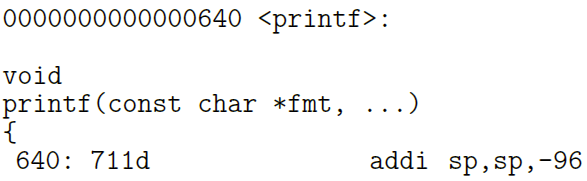 0000000000000640 <printf>:
void
printf(const char *fmt, ...)
{
640: 711d addi sp,sp,-96